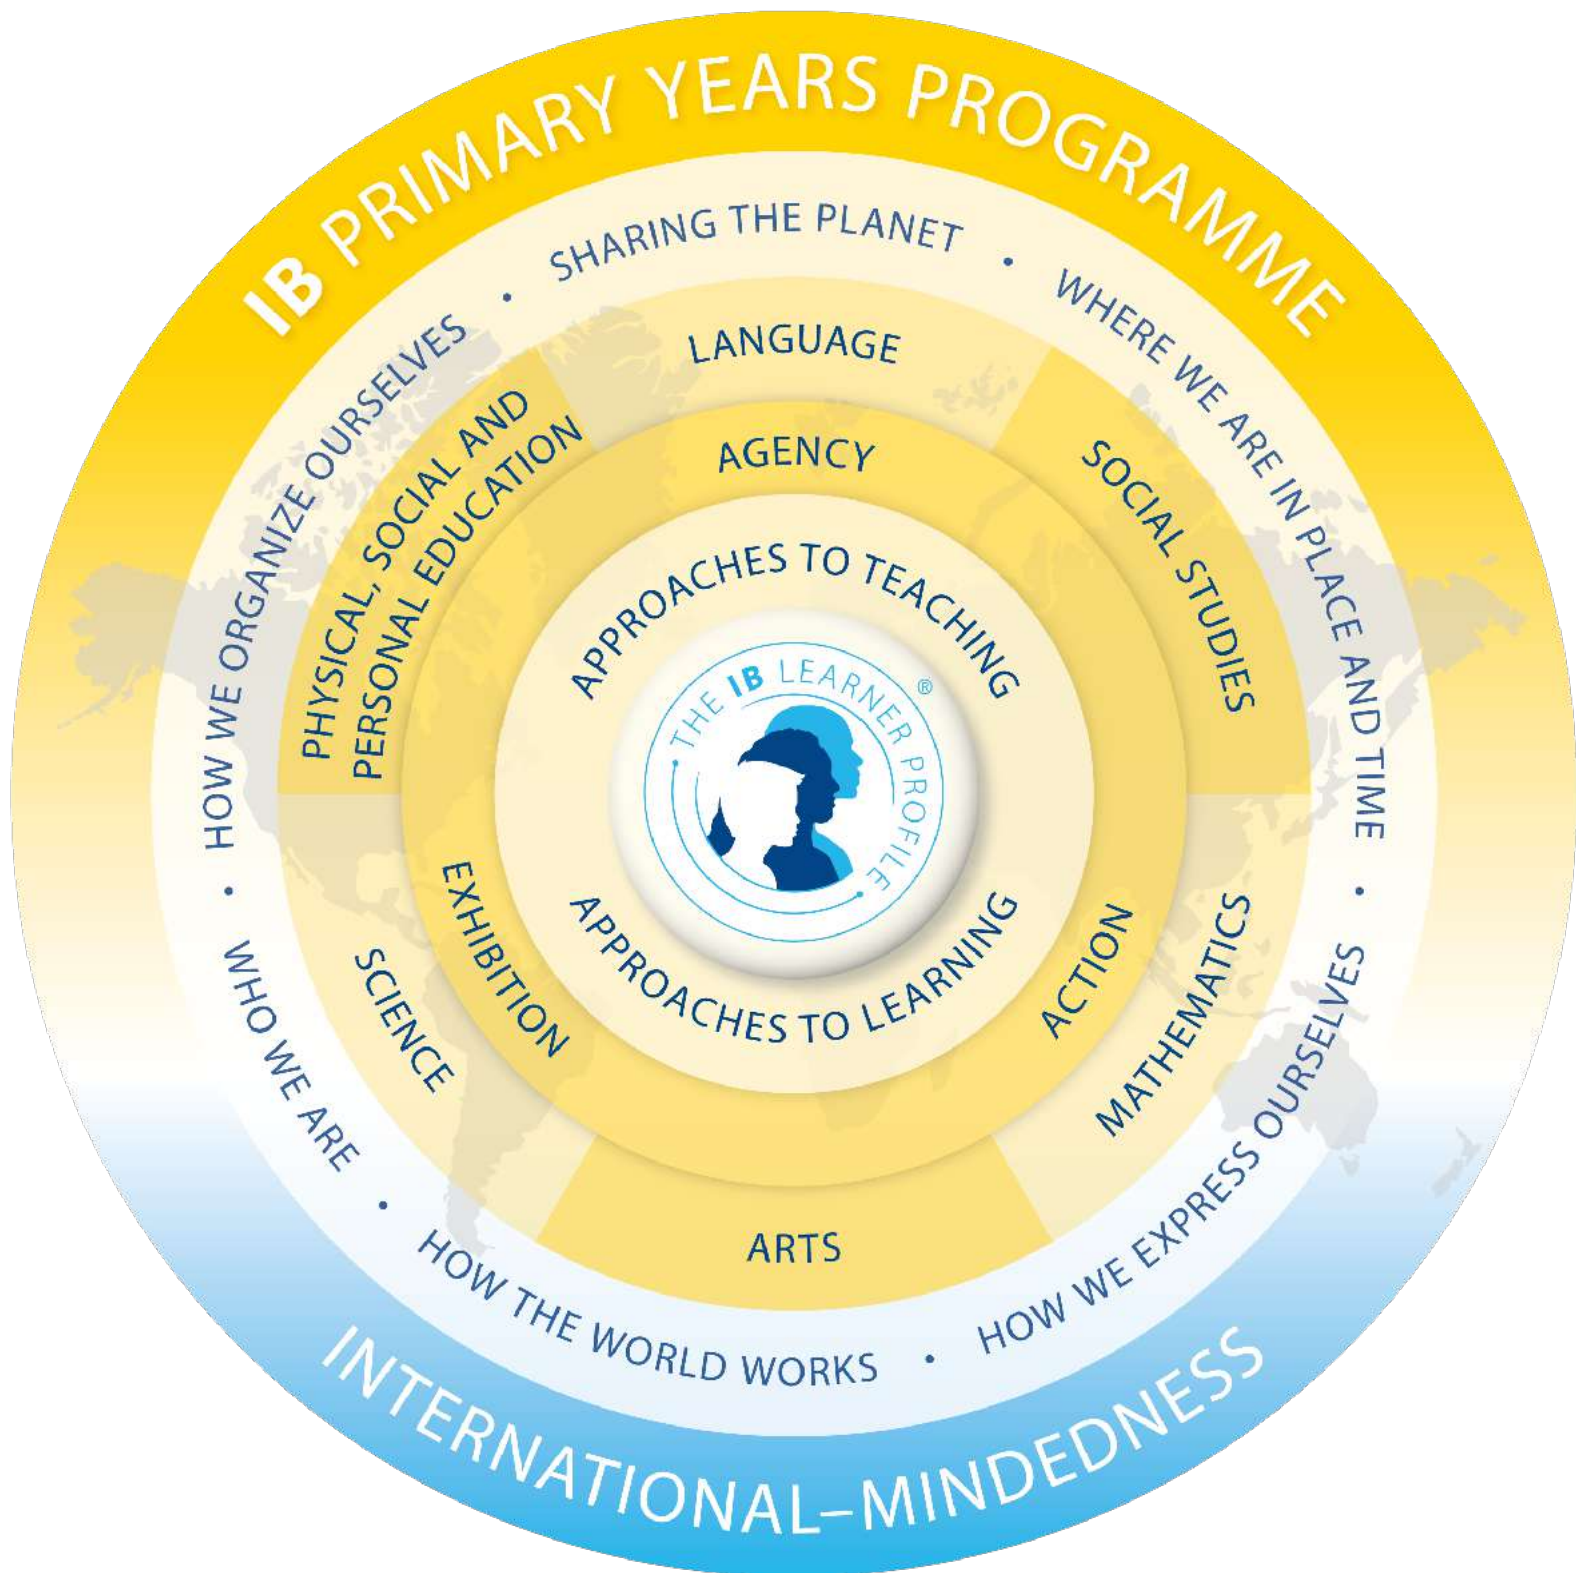 IB PRIMARY YEARS PROGRAMME
SHARING THE PLANET
•
WHERE WE ARE IN PLACE AND TIME
•
HOW WE EXPRESS OURSELVES
•
HOW THE WORLD WORKS
•
WHO WE ARE
•
HOW WE ORGANIZE OURSELVES
•
LANGUAGE
SOCIAL STUDIES
MATHEMATICS
ARTS
SCIENCE
PHYSICAL, SOCIAL AND
PERSONAL EDUCATION
AGENCY
ACTION
EXHIBITION
APPROACHES TO TEACHING
APPROACHES TO LEARNING
THE IB LEARNER PROFILE
®
INTERNATIONAL–MINDEDNESS